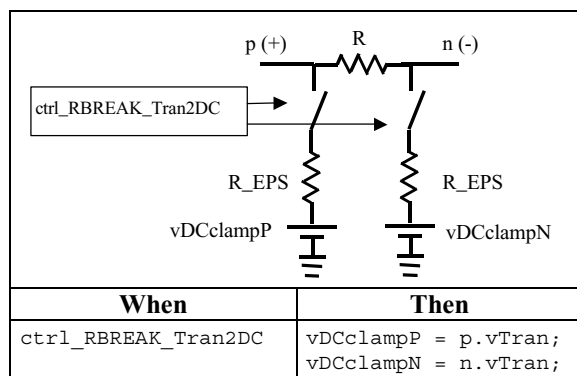 p (+)
R
n (-)
ctrl_RBREAK_Tran2DC
R_EPS
R_EPS
vDCclampP
vDCclampN
When
Then
ctrl_RBREAK_Tran2DC
vDCclampP = p.vTran;
vDCclampN = n.vTran;